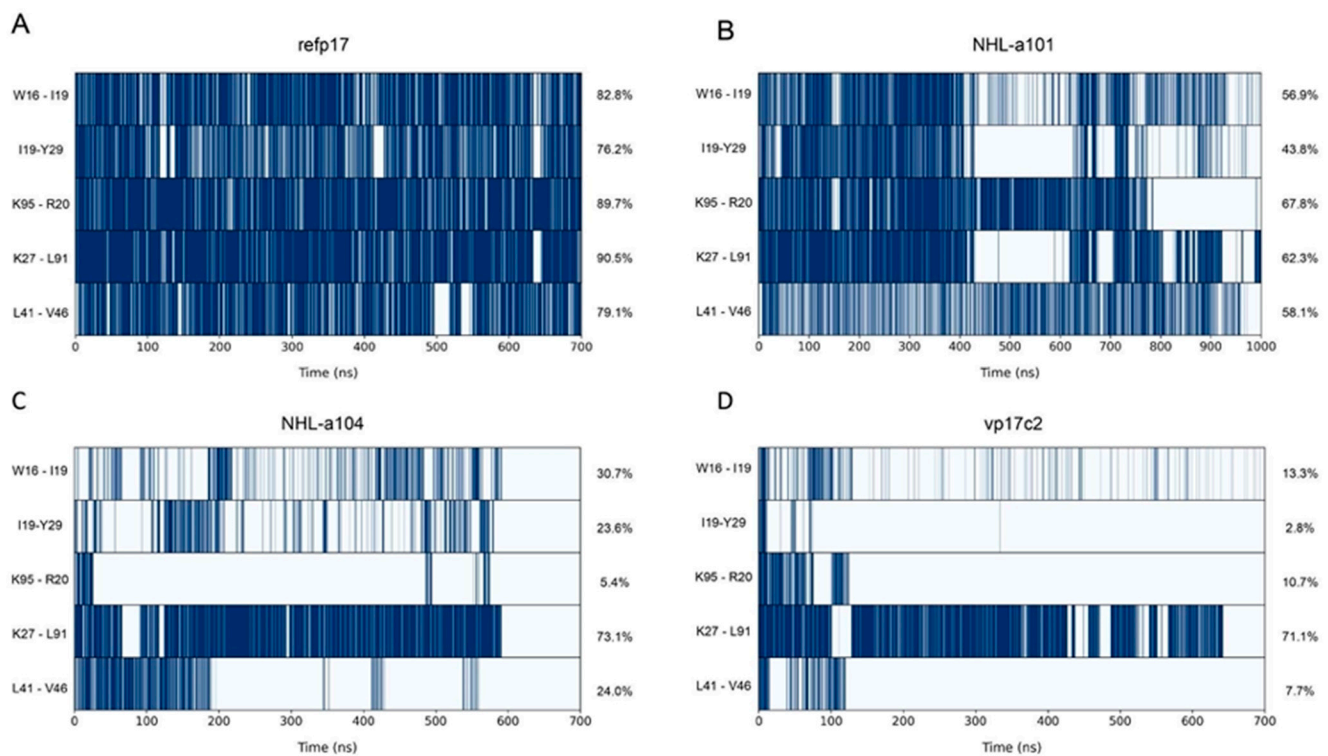 A
refp17
W16 - I19
82.8%
I19-Y29
76.2%
K95 - R20
89.7%
K27 - L91
90.5%
L41 - V46
79.1%
0 100 200 300 400 500 600 700
Time (ns)
B
NHL-a101
W16 - I19
56.9%
I19-Y29
43.8%
K95 - R20
67.8%
K27 - L91
62.3%
L41 - V46
58.1%
0 100 200 300 400 500 600 700 800 900 1000
Time (ns)
C
NHL-a104
W16 - I19
30.7%
I19-Y29
23.6%
K95 - R20
5.4%
K27 - L91
73.1%
L41 - V46
24.0%
0 100 200 300 400 500 600 700
Time (ns)
D
vp17c2
W16 - I19
13.3%
I19-Y29
2.8%
K95 - R20
10.7%
K27 - L91
71.1%
L41 - V46
7.7%
0 100 200 300 400 500 600 700
Time (ns)